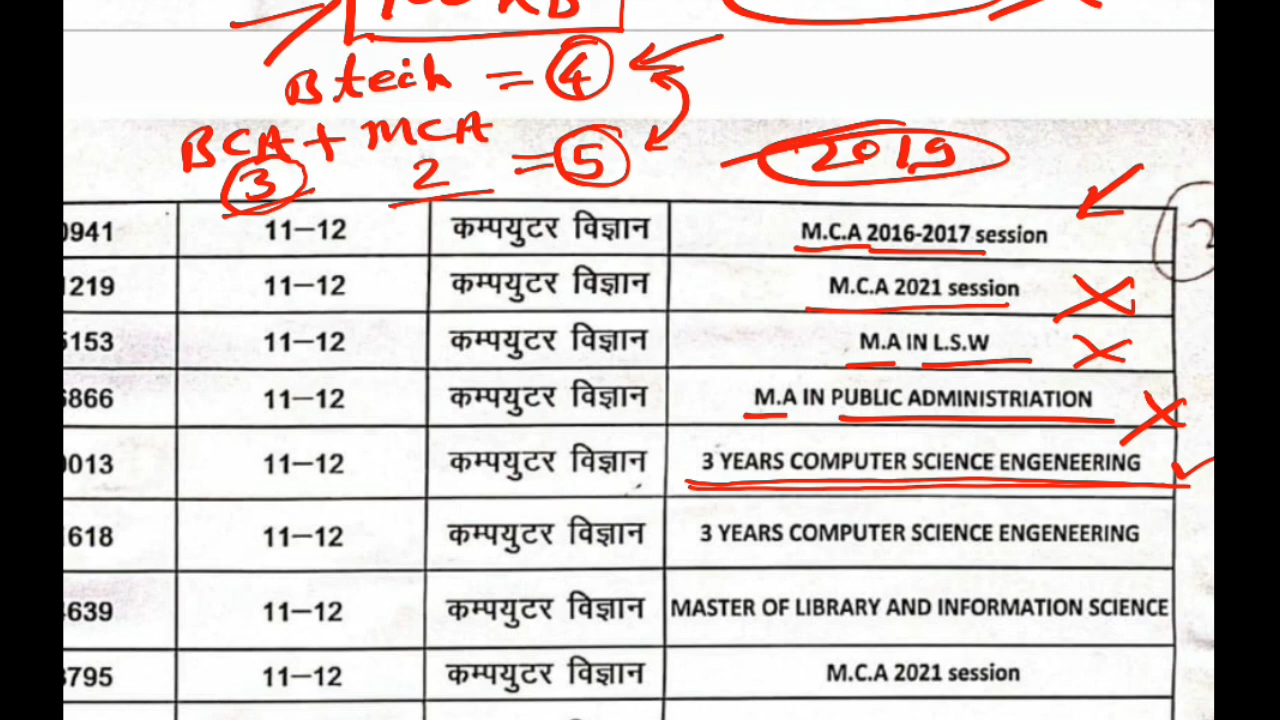 100 KB
B tech = 4
BCA + MCA
3 2 = 5 2019
0941 11–12 कम्पयुटर विज्ञान M.C.A 2016-2017 session
1219 11–12 कम्पयुटर विज्ञान M.C.A 2021 session
5153 11–12 कम्पयुटर विज्ञान M.A IN L.S.W
6866 11–12 कम्पयुटर विज्ञान M.A IN PUBLIC ADMINISTRIATION
0013 11–12 कम्पयुटर विज्ञान 3 YEARS COMPUTER SCIENCE ENGENEERING
1618 11–12 कम्पयुटर विज्ञान 3 YEARS COMPUTER SCIENCE ENGENEERING
4639 11–12 कम्पयुटर विज्ञान MASTER OF LIBRARY AND INFORMATION SCIENCE
3795 11–12 कम्पयुटर विज्ञान M.C.A 2021 session